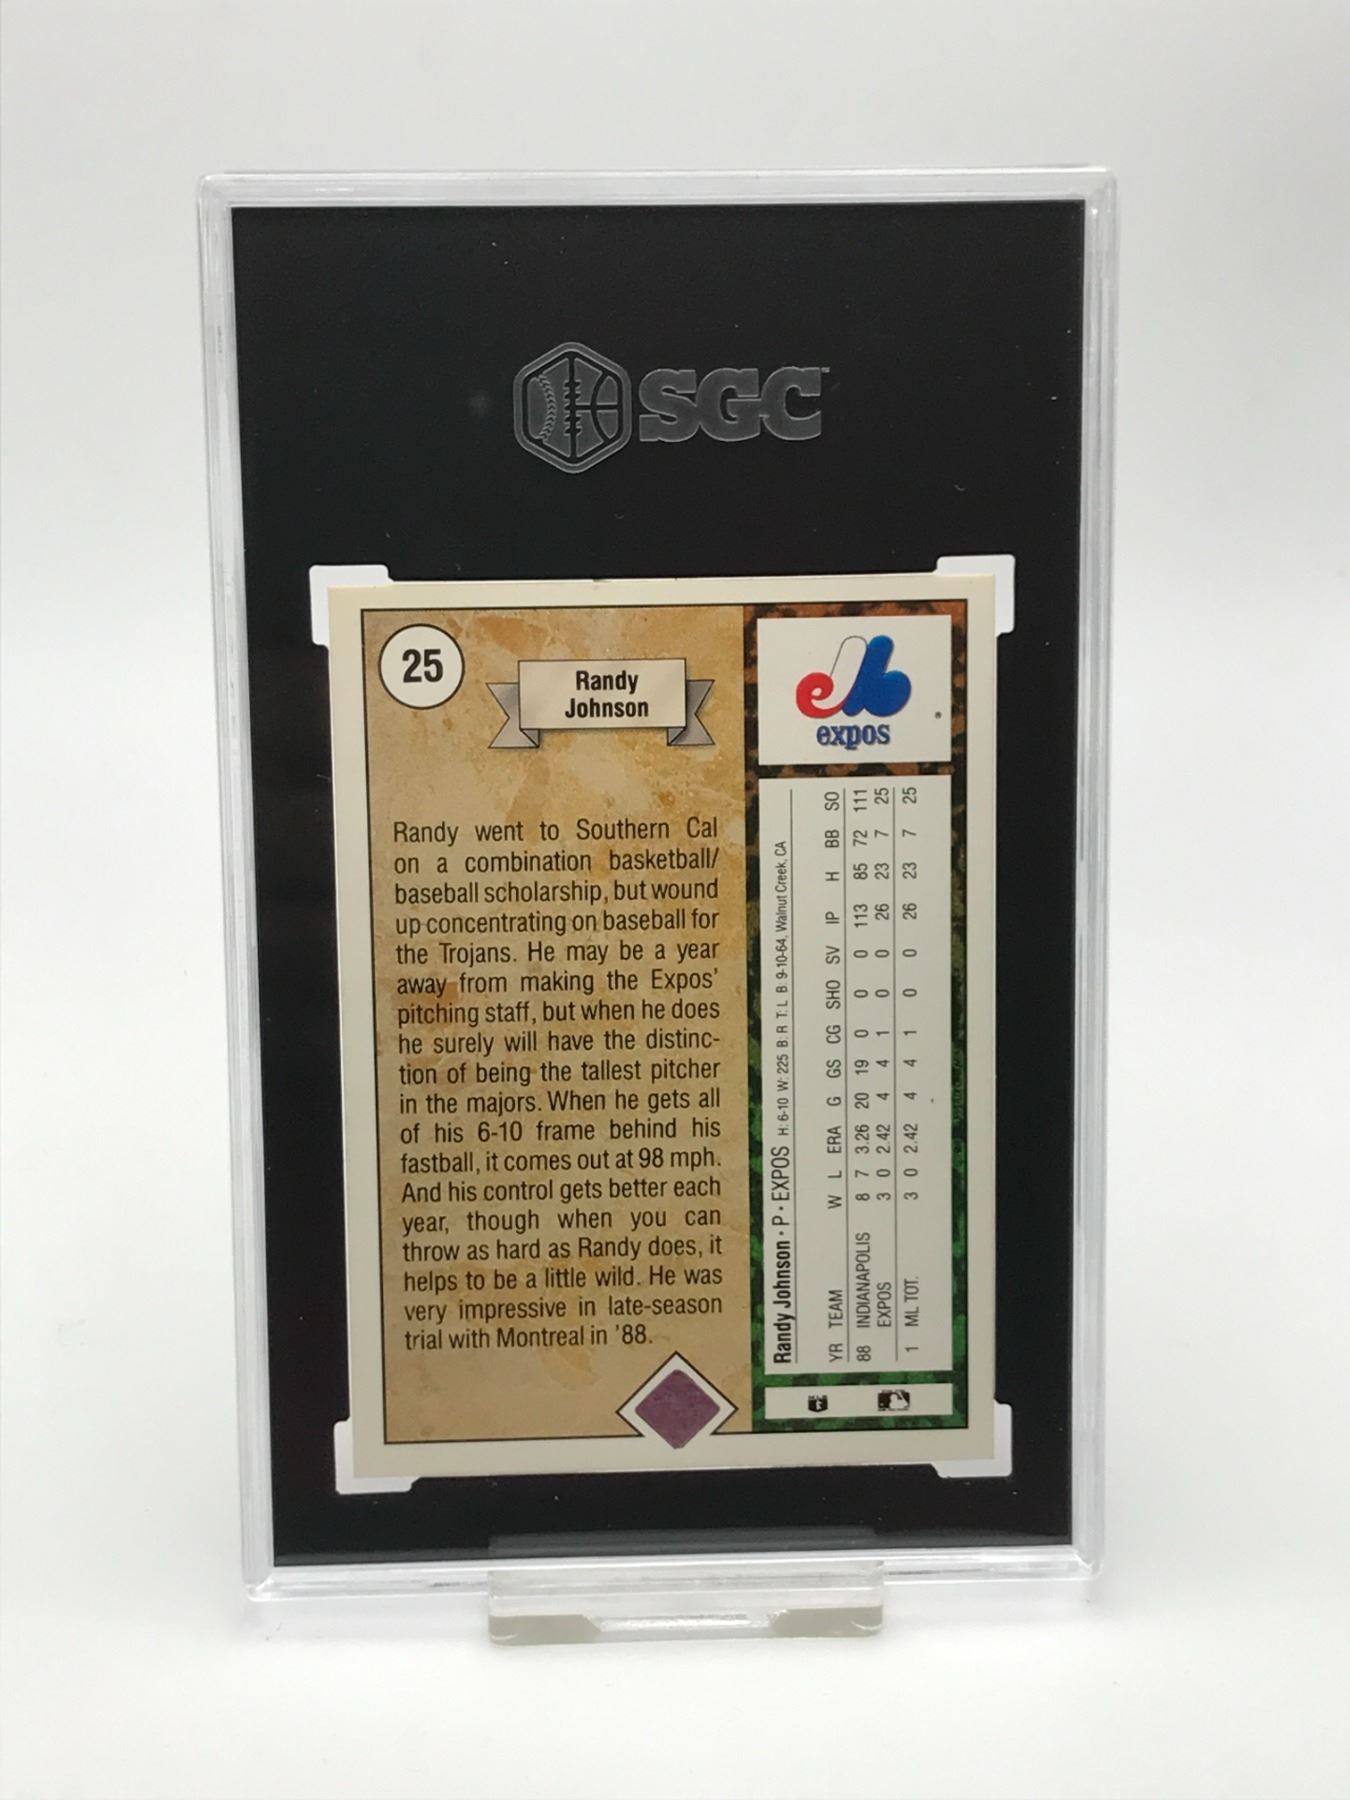 SGC
25
Randy
Johnson
expos
Randy went to Southern Cal
on a combination basketball/
baseball scholarship, but wound
up concentrating on baseball for
the Trojans. He may be a year
away from making the Expos'
pitching staff, but when he does
he surely will have the distinc-
tion of being the tallest pitcher
in the majors. When he gets all
of his 6-10 frame behind his
fastball, it comes out at 98 mph.
And his control gets better each
year, though when you can
throw as hard as Randy does, it
helps to be a little wild. He was
very impressive in late-season
trial with Montreal in '88.
Randy Johnson • P • EXPOS H: 6-10 W: 225 B: R T: L B: 9-10-64, Walnut Creek, CA
YR TEAM W L ERA G GS CG SHO SV IP H BB SO
88 INDIANAPOLIS 8 7 3.26 20 19 0 0 0 113 85 72 111
EXPOS 3 0 2.42 4 4 1 0 0 26 23 7 25
1 ML TOT. 3 0 2.42 4 4 1 0 0 26 23 7 25